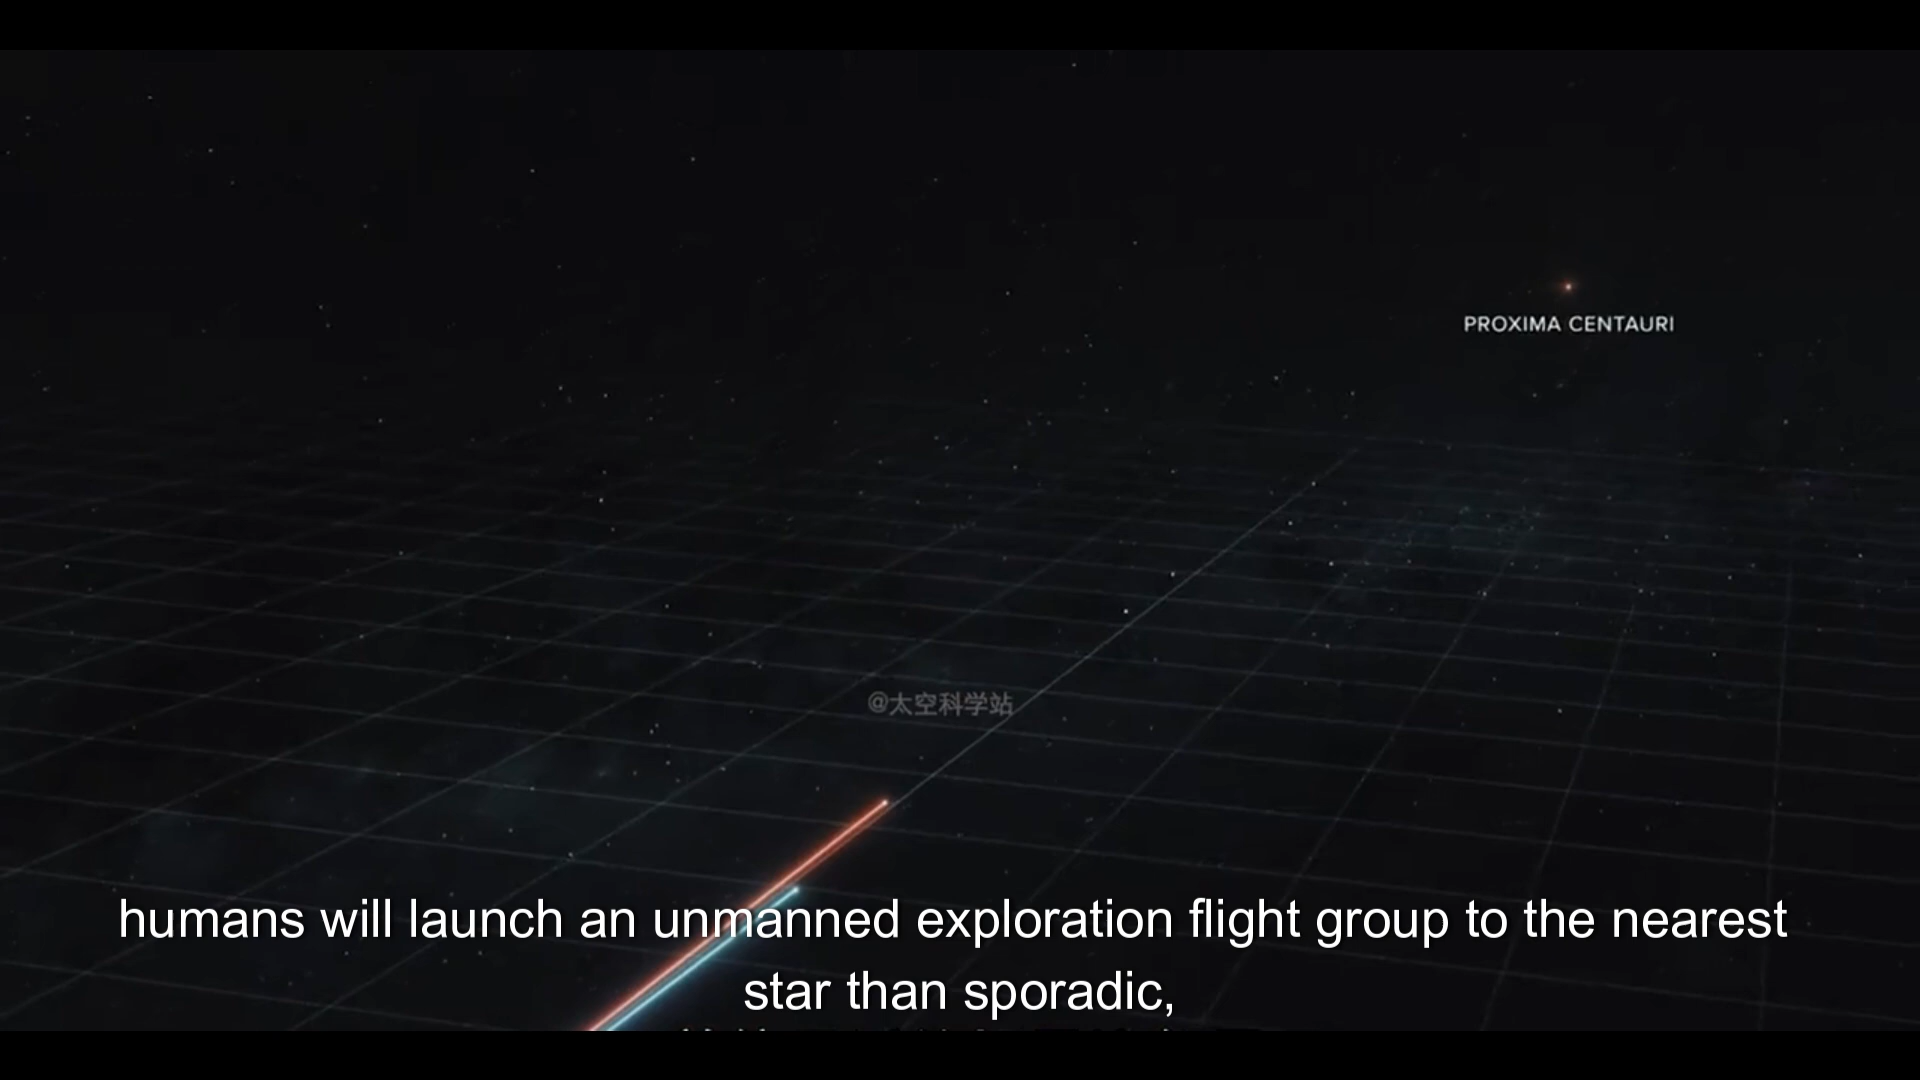 PROXIMA CENTAURI
@太空科学站
humans will launch an unmanned exploration flight group to the nearest
star than sporadic,